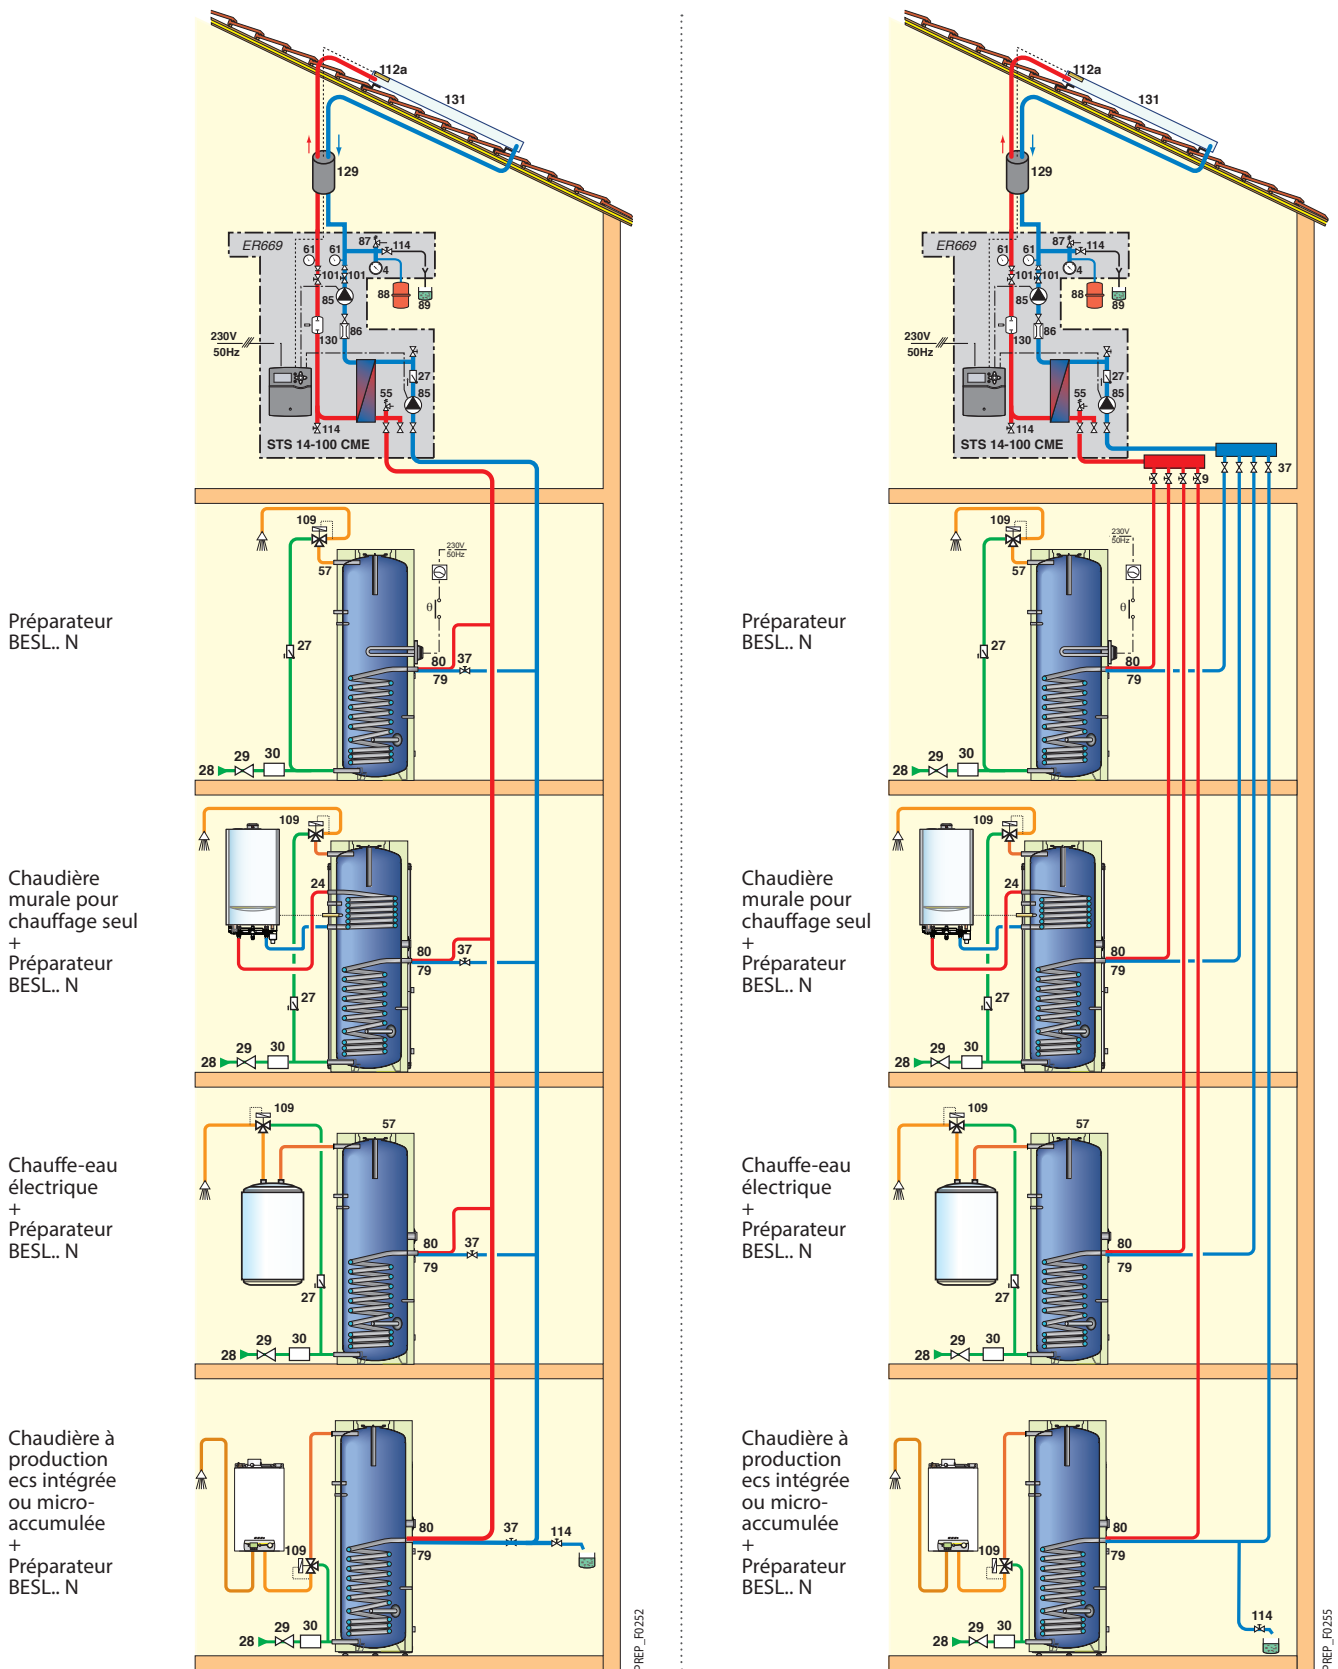 112a
131
129
ER669
61
61
87
114
101
101
4
85
88
89
86
230V
50Hz
130
27
55
85
114
STS 14-100 CME
109
57
230V
50Hz
θ
Préparateur
BESL.. N
27
80
37
79
28
29
30
109
Chaudière
murale pour
chauffage seul
+
Préparateur
BESL.. N
24
80
37
79
27
28
29
30
109
57
Chauffe-eau
électrique
+
Préparateur
BESL.. N
80
37
79
27
28
29
30
Chaudière à
production
ecs intégrée
ou micro-
accumulée
+
Préparateur
BESL.. N
80
37
114
79
109
28
29
30
PREP_F0252
112a
131
129
ER669
61
61
87
114
101
101
4
85
88
89
86
230V
50Hz
130
27
55
85
114
STS 14-100 CME
37
9
109
57
230V
50Hz
θ
Préparateur
BESL.. N
27
80
79
28
29
30
109
Chaudière
murale pour
chauffage seul
+
Préparateur
BESL.. N
24
80
79
27
28
29
30
109
57
Chauffe-eau
électrique
+
Préparateur
BESL.. N
80
79
27
28
29
30
Chaudière à
production
ecs intégrée
ou micro-
accumulée
+
Préparateur
BESL.. N
80
79
109
114
28
29
30
PREP_F0255